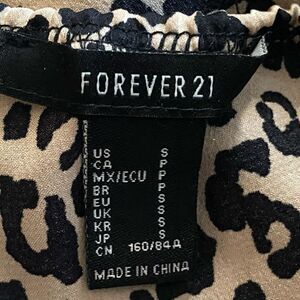 FOREVER 21
US S
CA P
MX/ECU P
BR P
EU S
UK S
KR S
JP S
CN 160/84A
MADE IN CHINA